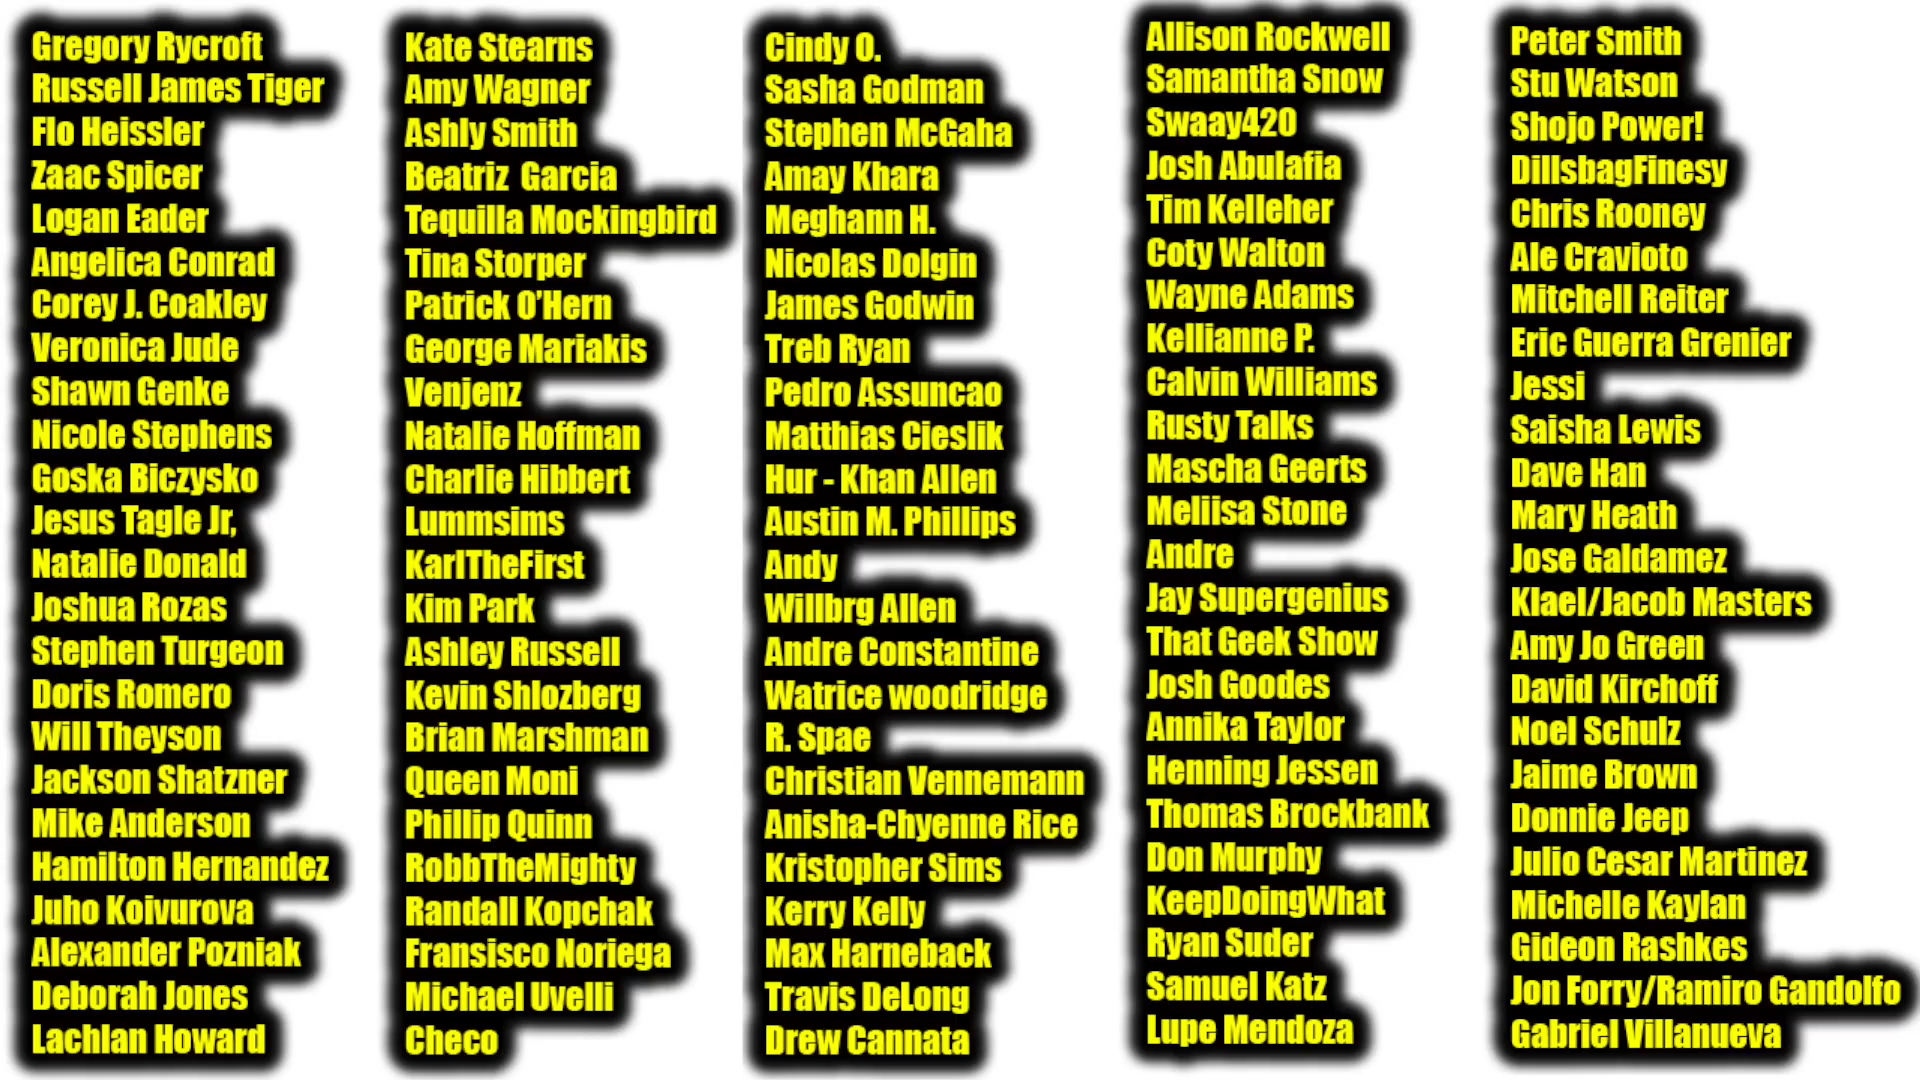 Gregory Rycroft
Russell James Tiger
Flo Heissler
Zaac Spicer
Logan Eader
Angelica Conrad
Corey J. Coakley
Veronica Jude
Shawn Genke
Nicole Stephens
Goska Biczysko
Jesus Tagle Jr,
Natalie Donald
Joshua Rozas
Stephen Turgeon
Doris Romero
Will Theyson
Jackson Shatzner
Mike Anderson
Hamilton Hernandez
Juho Koivurova
Alexander Pozniak
Deborah Jones
Lachlan Howard
Kate Stearns
Amy Wagner
Ashly Smith
Beatriz  Garcia
Tequilla Mockingbird
Tina Storper
Patrick O’Hern
George Mariakis
Venjenz
Natalie Hoffman
Charlie Hibbert
Lummsims
KarlTheFirst
Kim Park
Ashley Russell
Kevin Shlozberg
Brian Marshman
Queen Moni
Phillip Quinn
RobbTheMighty
Randall Kopchak
Fransisco Noriega
Michael Uvelli
Checo
Cindy O.
Sasha Godman
Stephen McGaha
Amay Khara
Meghann H.
Nicolas Dolgin
James Godwin
Treb Ryan
Pedro Assuncao
Matthias Cieslik
Hur - Khan Allen
Austin M. Phillips
Andy
Willbrg Allen
Andre Constantine
Watrice woodridge
R. Spae
Christian Vennemann
Anisha-Chyenne Rice
Kristopher Sims
Kerry Kelly
Max Harneback
Travis DeLong
Drew Cannata
Allison Rockwell
Samantha Snow
Swaay420
Josh Abulafia
Tim Kelleher
Coty Walton
Wayne Adams
Kellianne P.
Calvin Williams
Rusty Talks
Mascha Geerts
Meliisa Stone
Andre
Jay Supergenius
That Geek Show
Josh Goodes
Annika Taylor
Henning Jessen
Thomas Brockbank
Don Murphy
KeepDoingWhat
Ryan Suder
Samuel Katz
Lupe Mendoza
Peter Smith
Stu Watson
Shojo Power!
DillsbagFinesy
Chris Rooney
Ale Cravioto
Mitchell Reiter
Eric Guerra Grenier
Jessi
Saisha Lewis
Dave Han
Mary Heath
Jose Galdamez
Klael/Jacob Masters
Amy Jo Green
David Kirchoff
Noel Schulz
Jaime Brown
Donnie Jeep
Julio Cesar Martinez
Michelle Kaylan
Gideon Rashkes
Jon Forry/Ramiro Gandolfo
Gabriel Villanueva